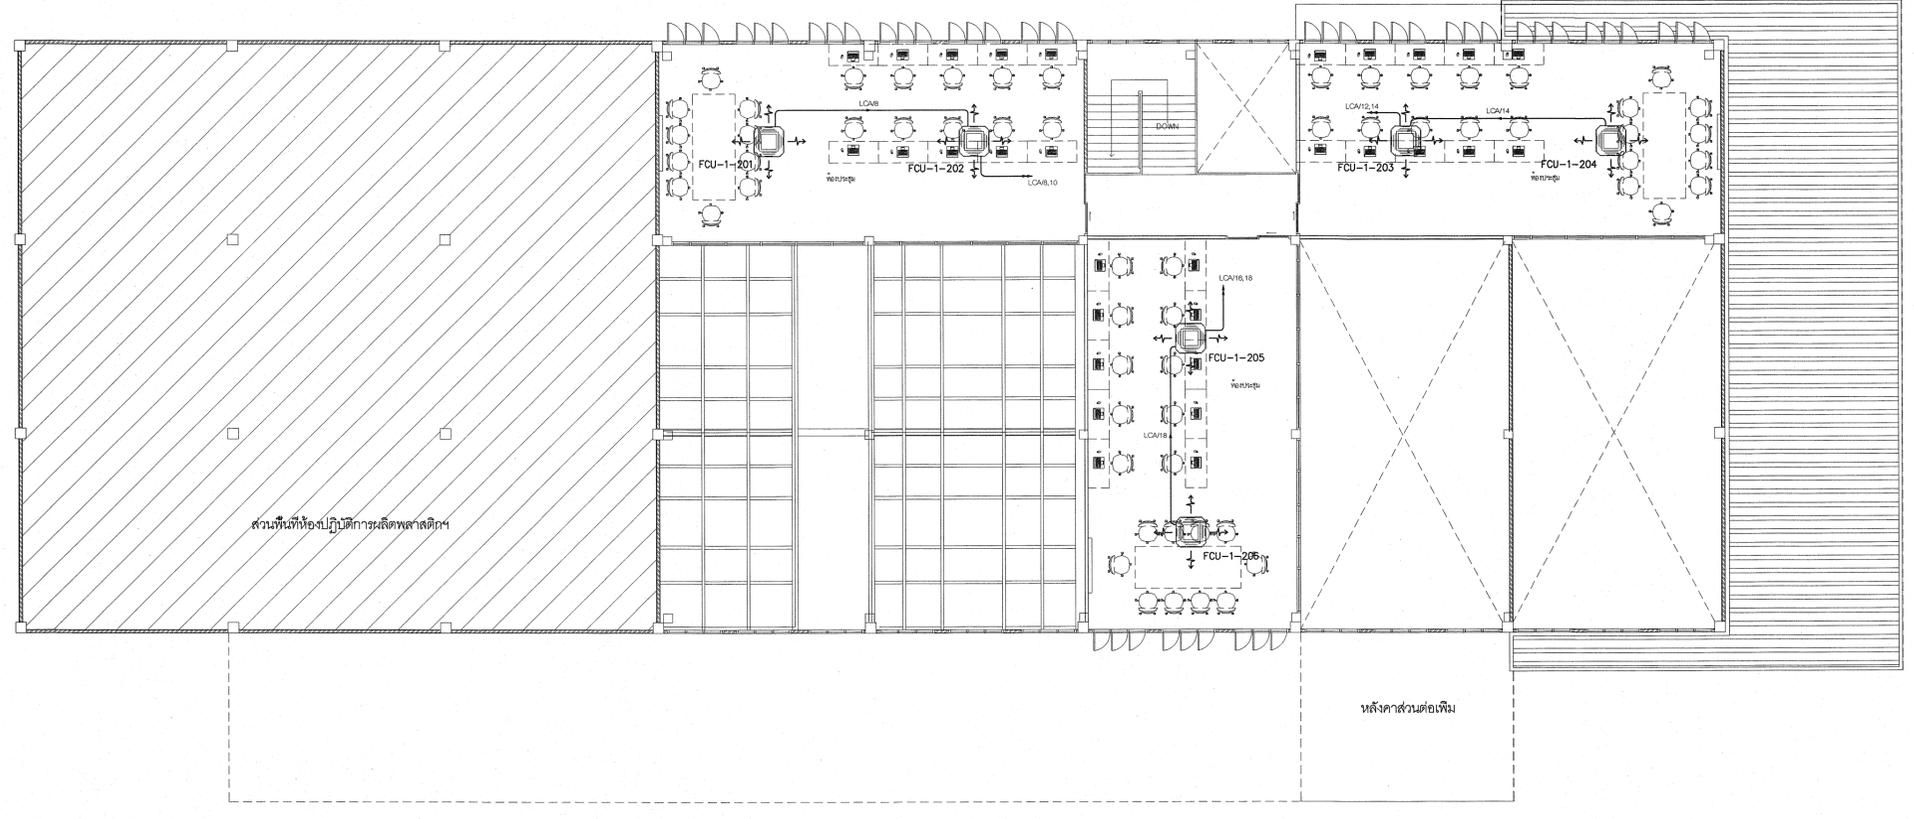 LCA/8
LCA/12,14
LCA/14
DOWN
FCU-1-201
FCU-1-202
FCU-1-203
FCU-1-204
ห้องประชุม
LCA/8,10
ห้องประชุม
LCA/16,18
FCU-1-205
ห้องประชุม
LCA/18
ส่วนพื้นที่ห้องปฏิบัติการผลิตพลาสติกฯ
FCU-1-206
หลังคาส่วนต่อเพิ่ม